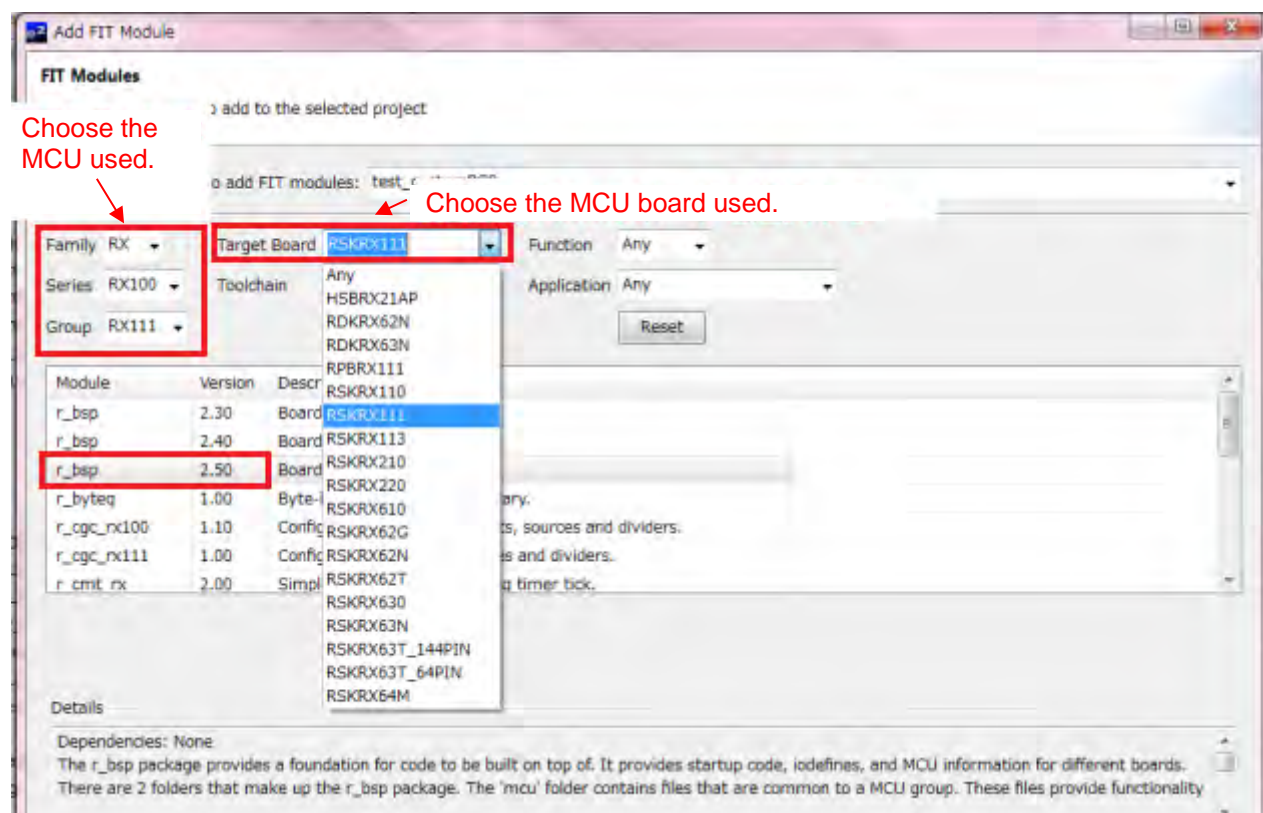 Add FIT Module
FIT Modules
o add to the selected project
Choose the
MCU used.
o add FIT modules: test_
Choose the MCU board used.
Family RX Target Board RSKRX111 Function Any
Series RX100 Toolchain Application Any
Group RX111 Reset
Any
HSBRX21AP
RDKRX62N
RDKRX63N
RPBRX111
RSKRX110
RSKRX111
RSKRX113
RSKRX210
RSKRX220
RSKRX610
RSKRX62G
RSKRX62N
RSKRX62T
RSKRX630
RSKRX63N
RSKRX63T_144PIN
RSKRX63T_64PIN
RSKRX64M
Module Version Descr
r_bsp 2.30 Board
r_bsp 2.40 Board
r_bsp 2.50 Board
r_byteq 1.00 Byte- ary.
r_cgc_rx100 1.10 Config ts, sources and dividers.
r_cgc_rx111 1.00 Config s and dividers.
r_cmt_rx 2.00 Simpl g timer tick.
Details
Dependencies: None
The r_bsp package provides a foundation for code to be built on top of. It provides startup code, iodefines, and MCU information for different boards.
There are 2 folders that make up the r_bsp package. The 'mcu' folder contains files that are common to a MCU group. These files provide functionality